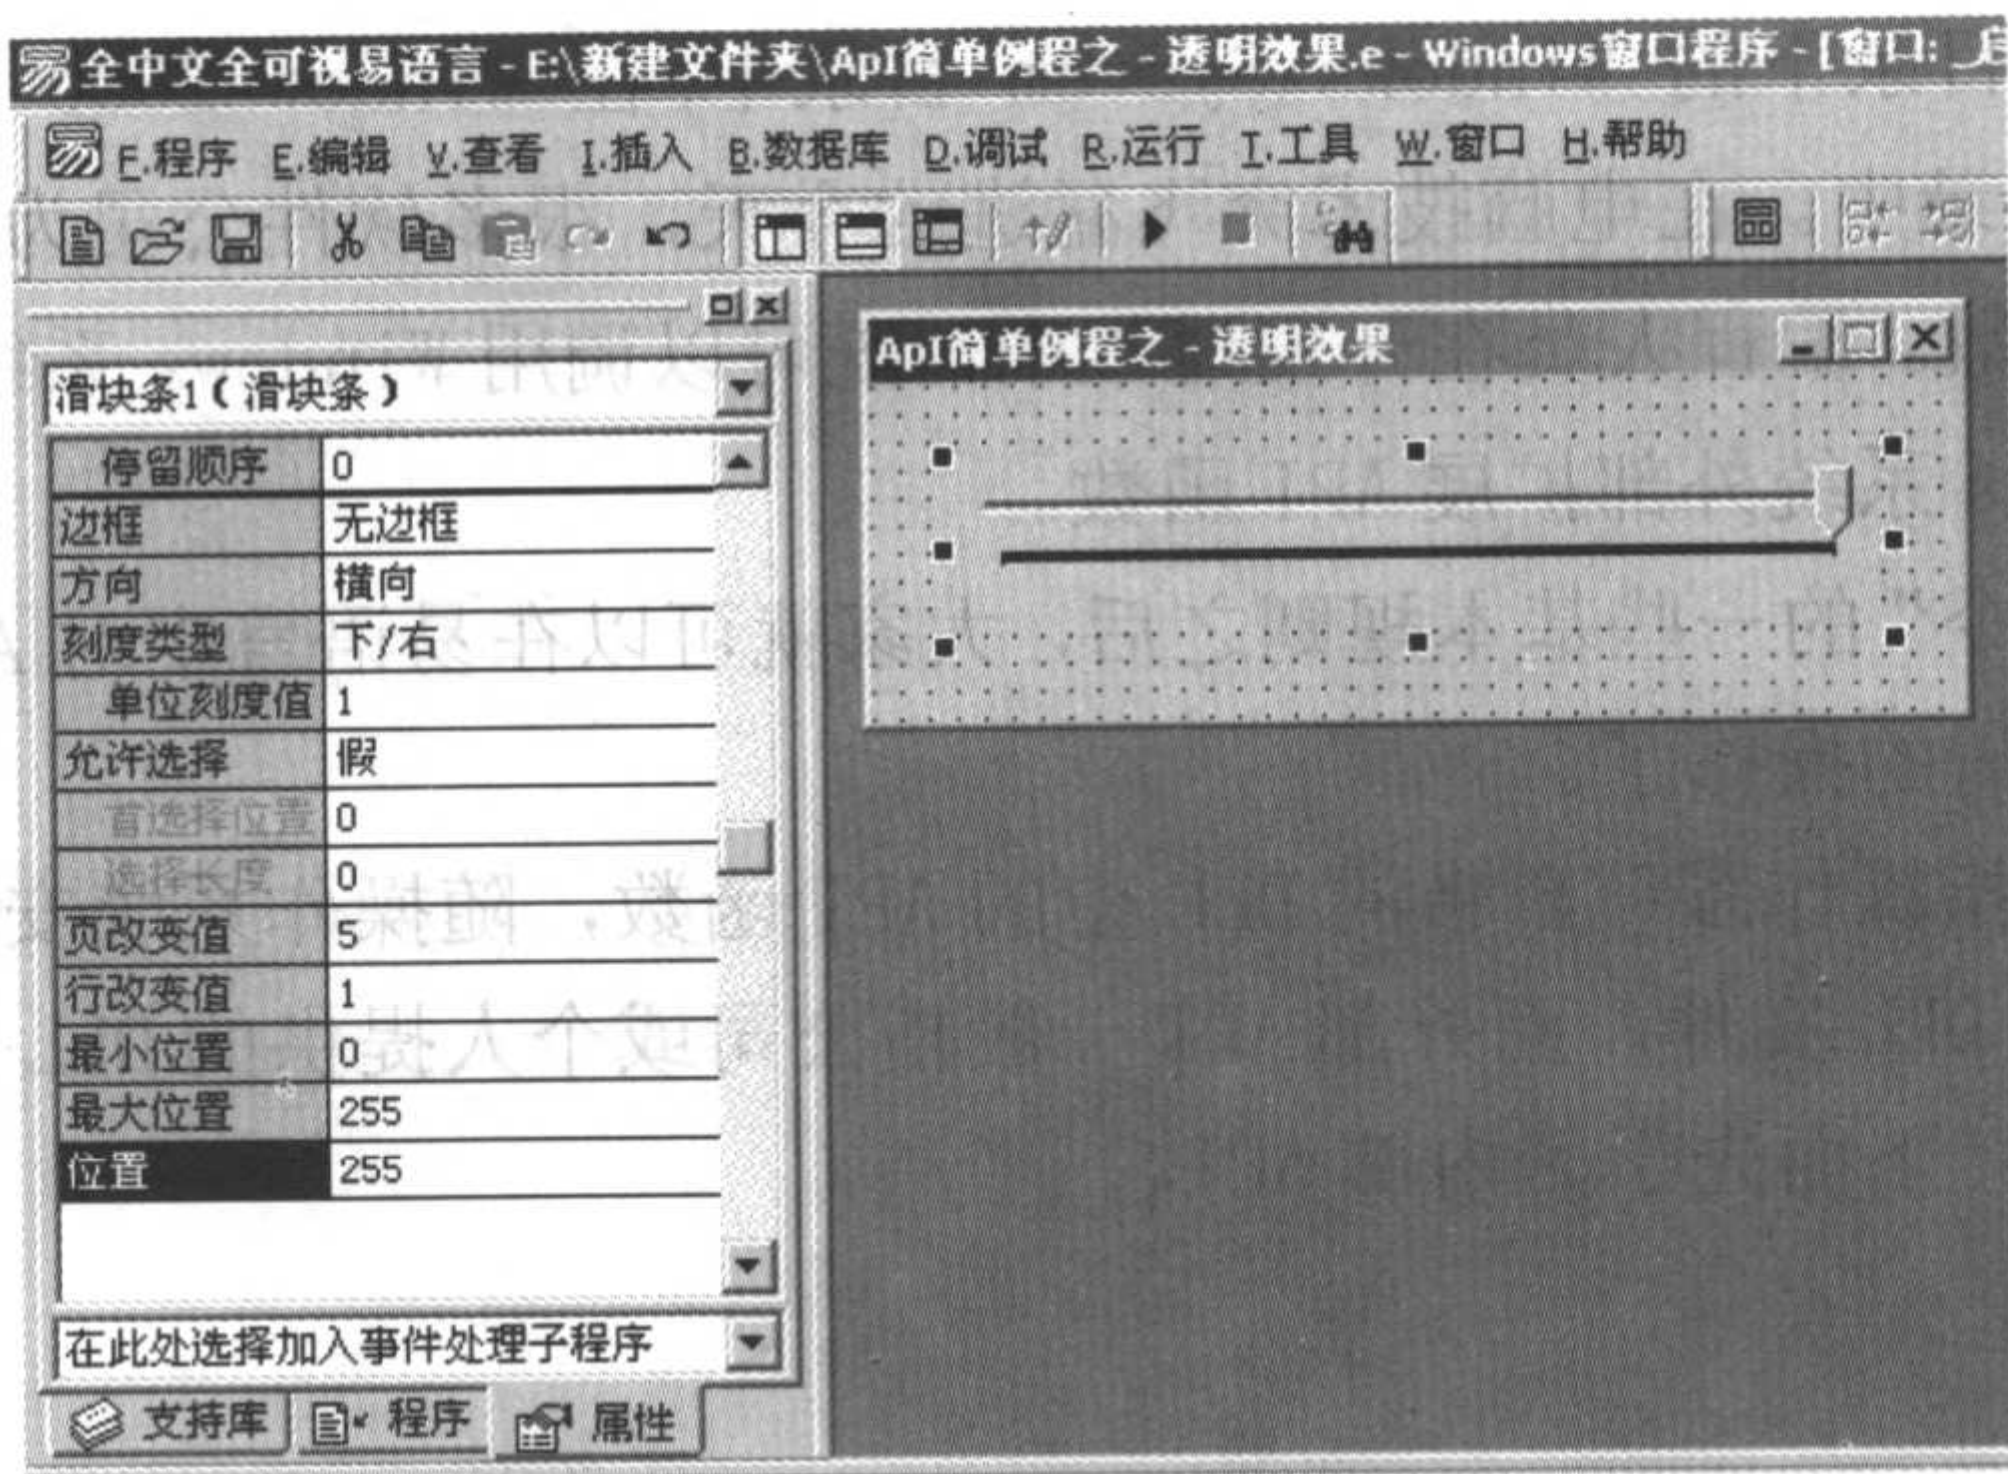 易全中文全可视易语言 - E:\新建文件夹\ApI简单例程之 - 透明效果.e - Windows窗口程序 - [窗口: _启
F.程序 E.编辑 V.查看 I.插入 B.数据库 D.调试 R.运行 T.工具 W.窗口 H.帮助
滑块条1（滑块条）
停留顺序 0
边框 无边框
方向 横向
刻度类型 下/右
单位刻度值 1
允许选择 假
首选择位置 0
选择长度 0
页改变值 5
行改变值 1
最小位置 0
最大位置 255
位置 255
在此处选择加入事件处理子程序
支持库 程序 属性
ApI简单例程之 - 透明效果